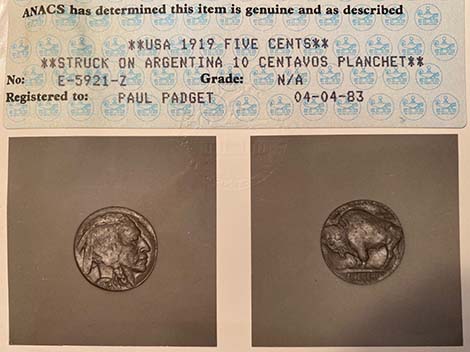 ANACS has determined this item is genuine and as described
**USA 1919 FIVE CENTS**
**STRUCK ON ARGENTINA 10 CENTAVOS PLANCHET**
No: E-5921-Z Grade: N/A
Registered to: PAUL PADGET 04-04-83